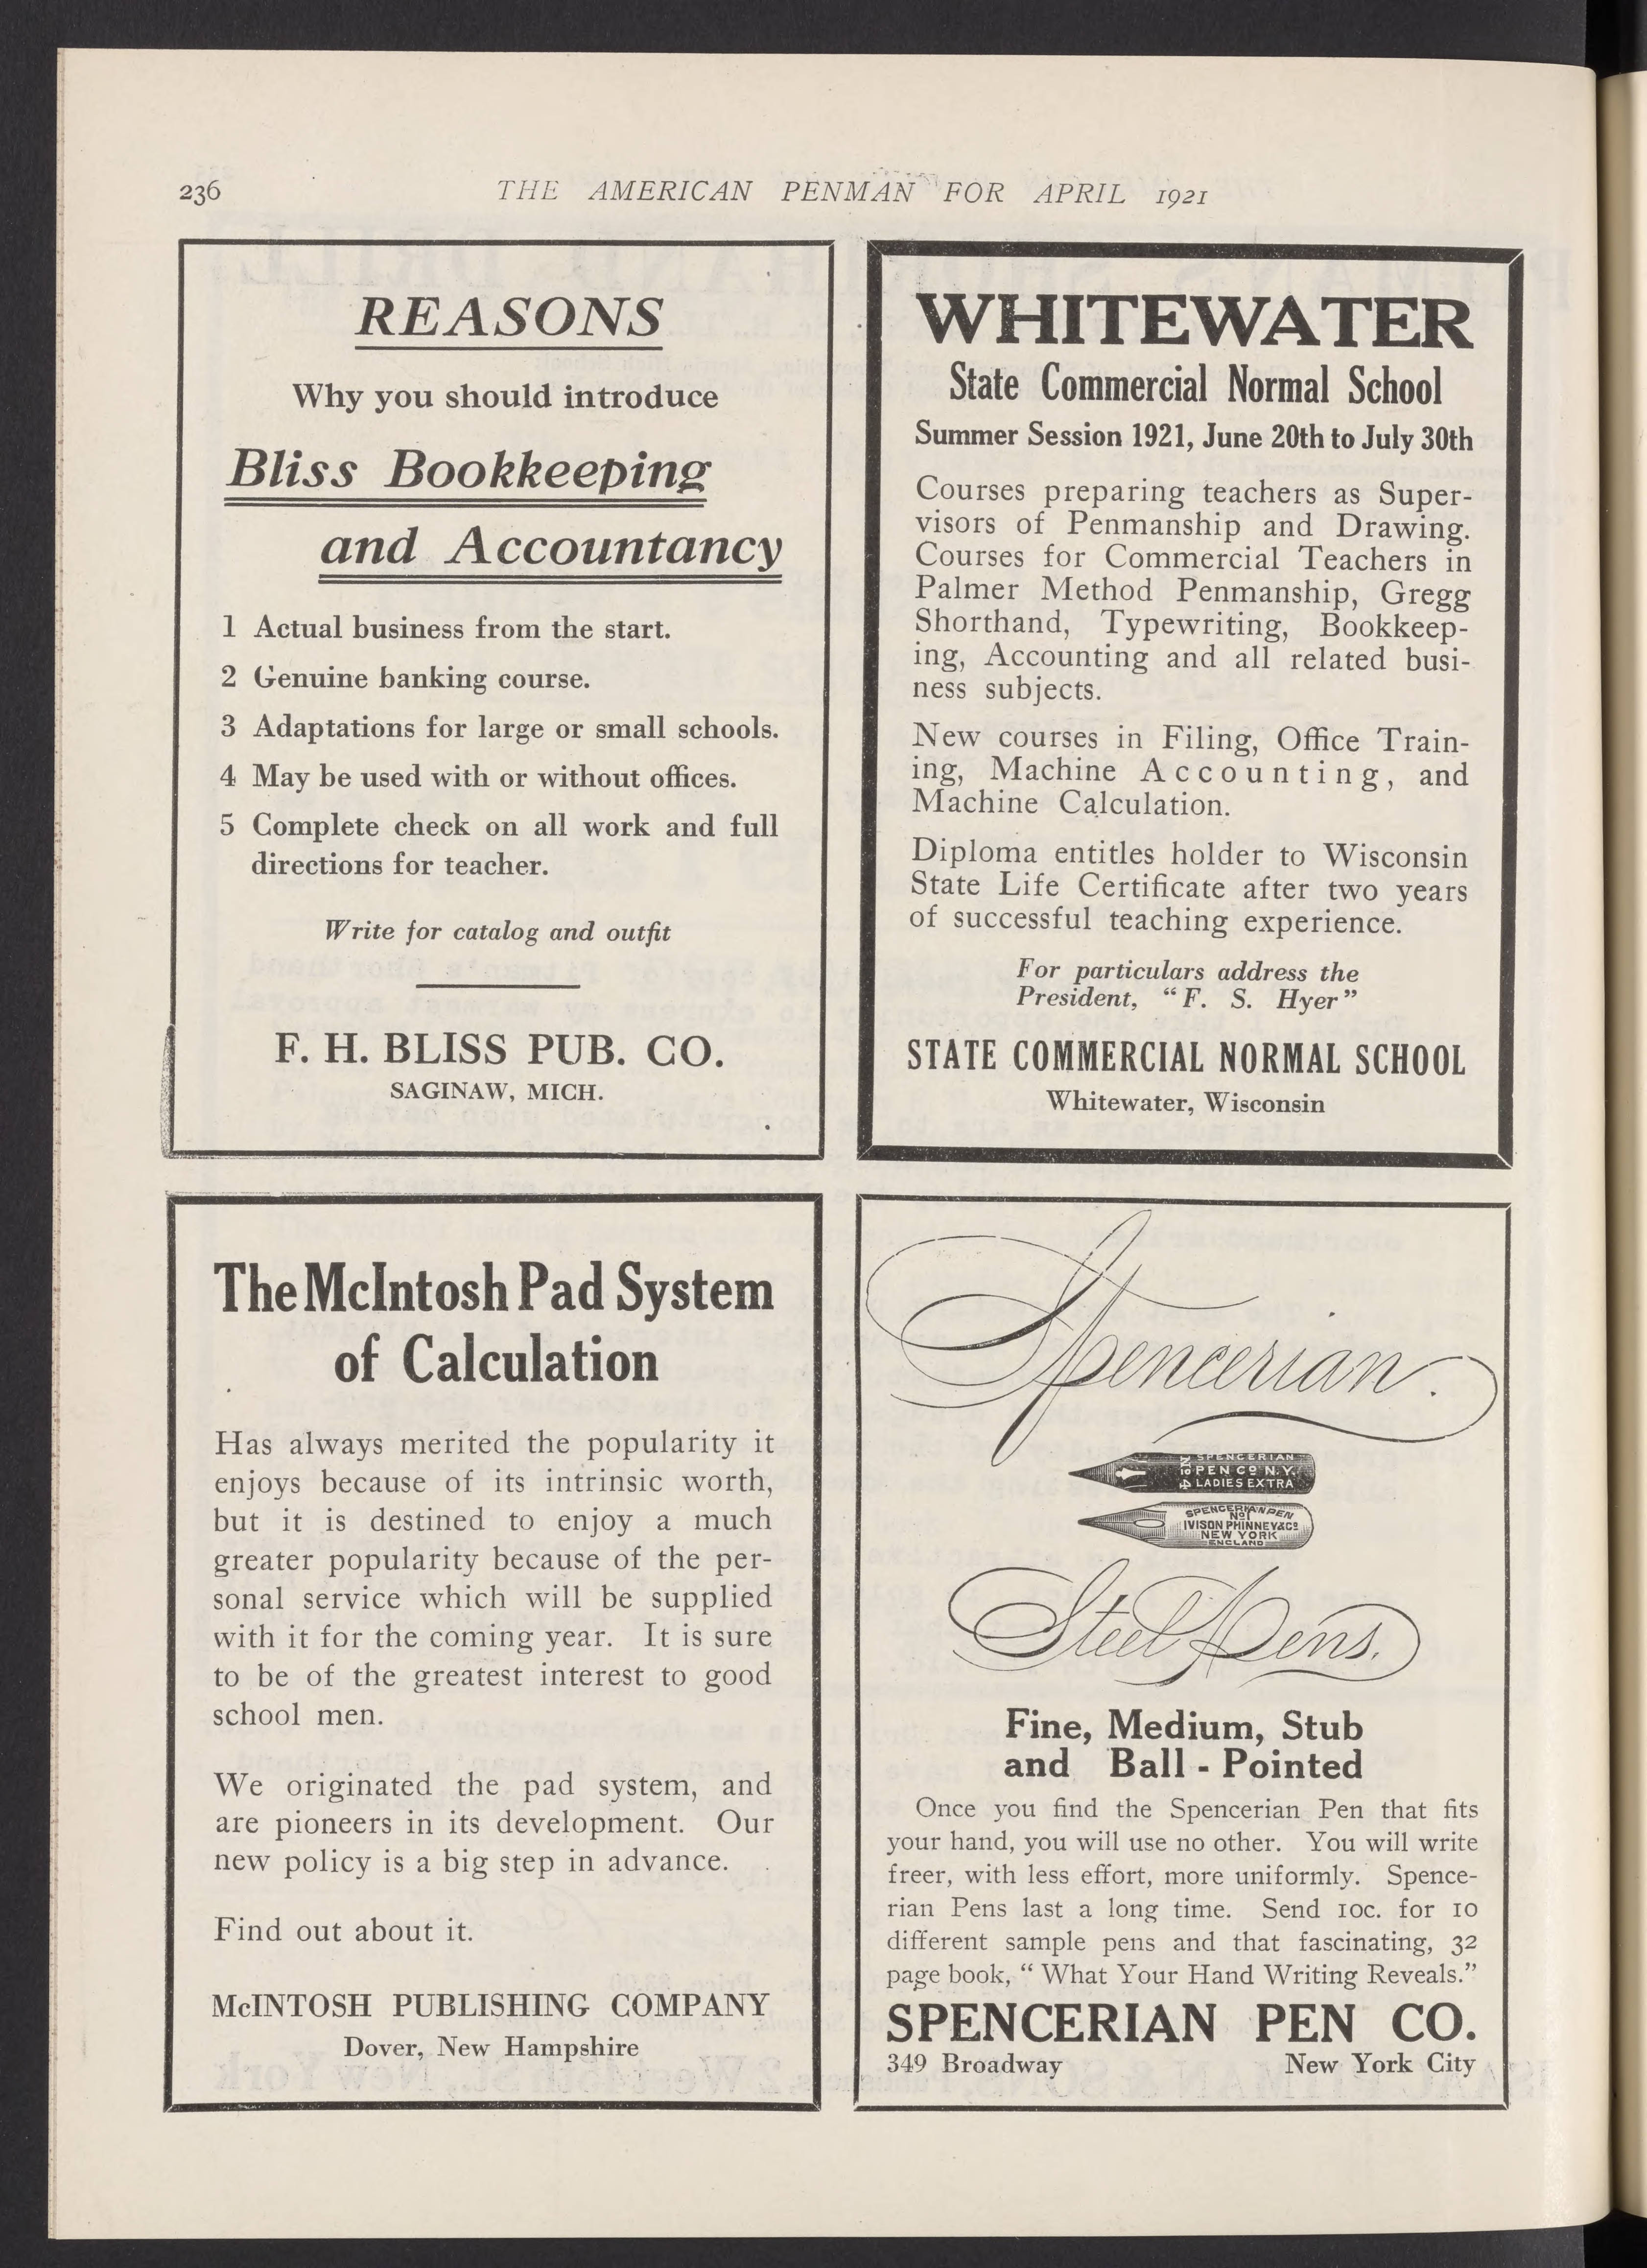 236
THE AMERICAN PENMAN FOR APRIL 1921
REASONS
Why you should introduce
Bliss Bookkeeping
and Accountancy
1 Actual business from the start.
2 Genuine banking course.
3 Adaptations for large or small schools.
4 May be used with or without offices.
5 Complete check on all work and full
directions for teacher.
Write for catalog and outfit
F. H. BLISS PUB. CO.
SAGINAW, MICH.
WHITEWATER
State Commercial Normal School
Summer Session 1921, June 20th to July 30th
Courses preparing teachers as Super-
visors of Penmanship and Drawing.
Courses for Commercial Teachers in
Palmer Method Penmanship, Gregg
Shorthand, Typewriting, Bookkeep-
ing, Accounting and all related busi-
ness subjects.
New courses in Filing, Office Train-
ing, Machine Accounting, and
Machine Calculation.
Diploma entitles holder to Wisconsin
State Life Certificate after two years
of successful teaching experience.
For particulars address the
President, "F. S. Hyer"
STATE COMMERCIAL NORMAL SCHOOL
Whitewater, Wisconsin
The McIntosh Pad System
of Calculation
Has always merited the popularity it
enjoys because of its intrinsic worth,
but it is destined to enjoy a much
greater popularity because of the per-
sonal service which will be supplied
with it for the coming year. It is sure
to be of the greatest interest to good
school men.
We originated the pad system, and
are pioneers in its development. Our
new policy is a big step in advance.
Find out about it.
McINTOSH PUBLISHING COMPANY
Dover, New Hampshire
Spencerian.
No 4
SPENCERIAN
PEN Co N.Y.
LADIES EXTRA
SPENCERIAN PEN
No 1
IVISON PHINNEY & Co
NEW YORK
ENGLAND
Steel Pens.
Fine, Medium, Stub
and Ball - Pointed
Once you find the Spencerian Pen that fits
your hand, you will use no other. You will write
freer, with less effort, more uniformly. Spence-
rian Pens last a long time. Send 10c. for 10
different sample pens and that fascinating, 32
page book, "What Your Hand Writing Reveals."
SPENCERIAN PEN CO.
349 Broadway New York City